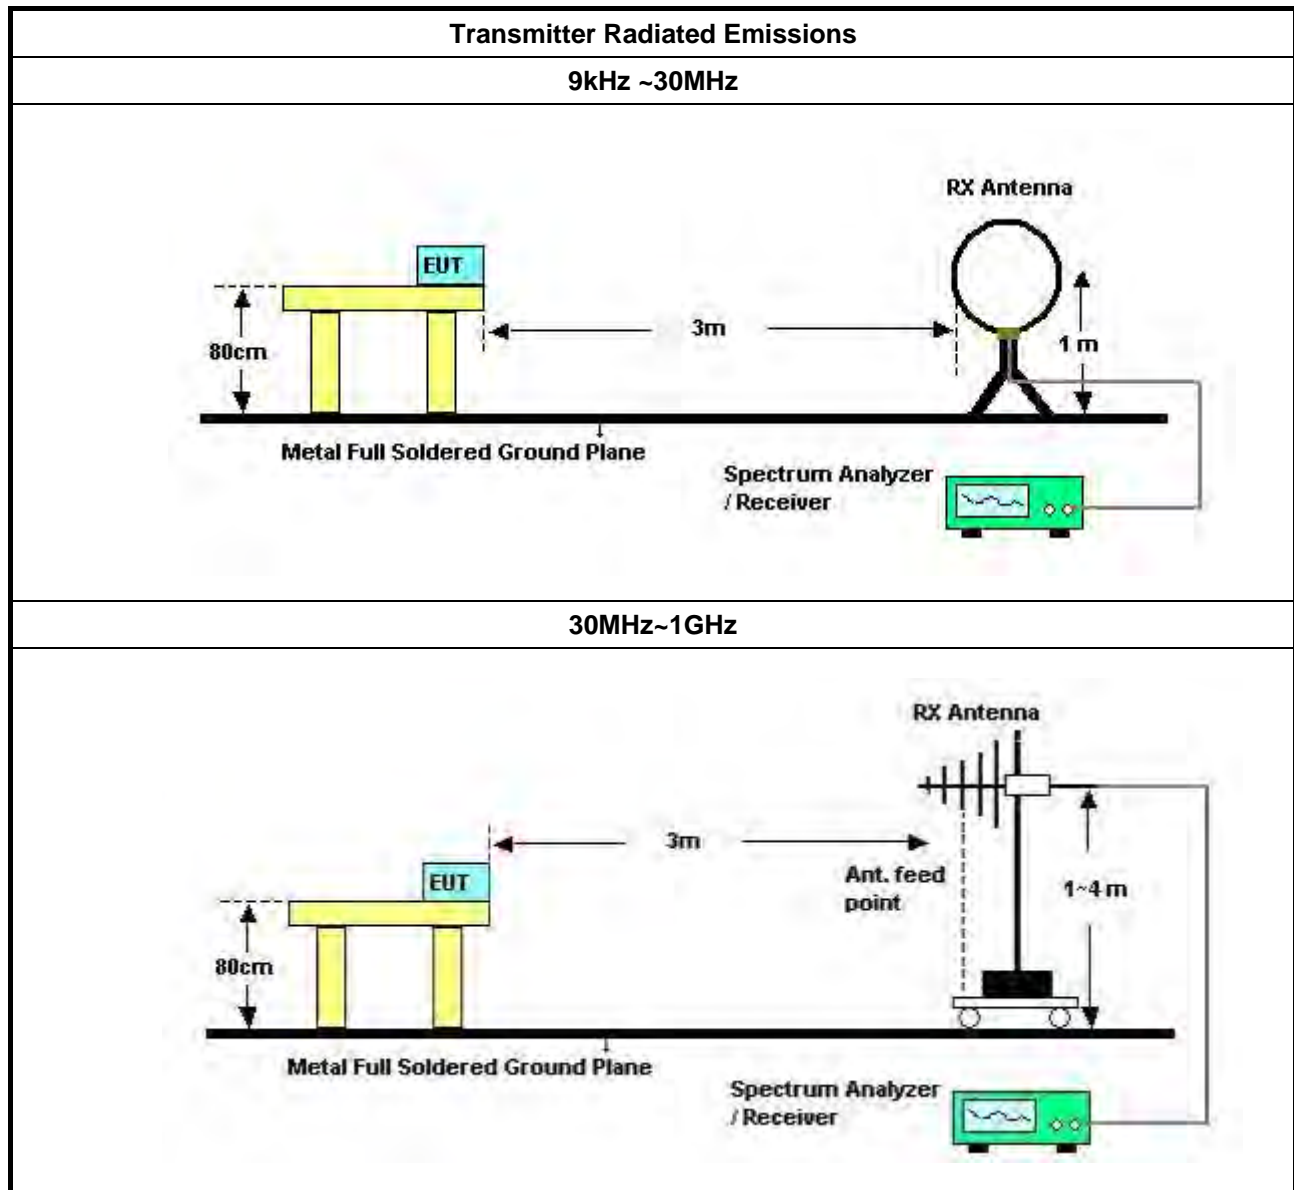 Transmitter Radiated Emissions
9kHz ~30MHz
RX Antenna
EUT
3m
80cm
1 m
Metal Full Soldered Ground Plane
Spectrum Analyzer
/ Receiver
30MHz~1GHz
RX Antenna
3m
EUT
Ant. feed
point
1~4 m
80cm
Metal Full Soldered Ground Plane
Spectrum Analyzer
/ Receiver